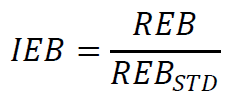 IEB = REB / REB_STD